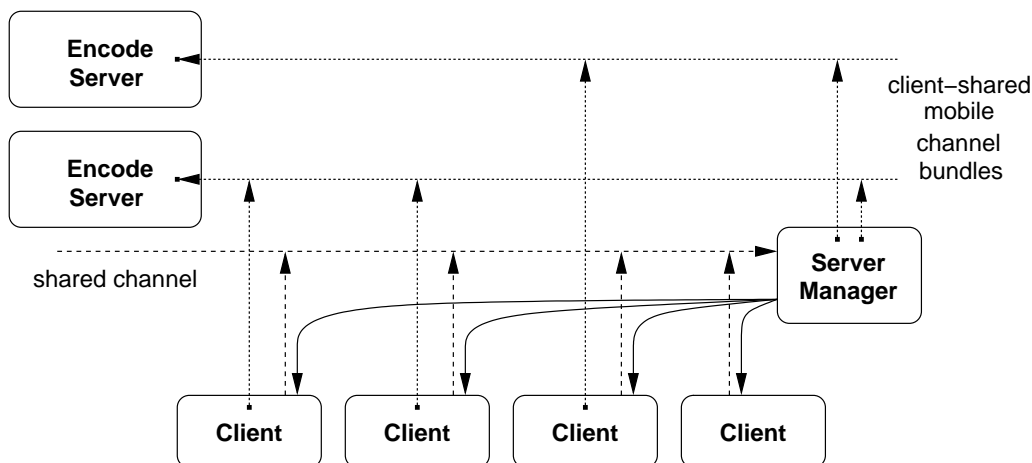 Encode
Server
client−shared
mobile
channel
bundles
Encode
Server
shared channel
Server
Manager
Client
Client
Client
Client